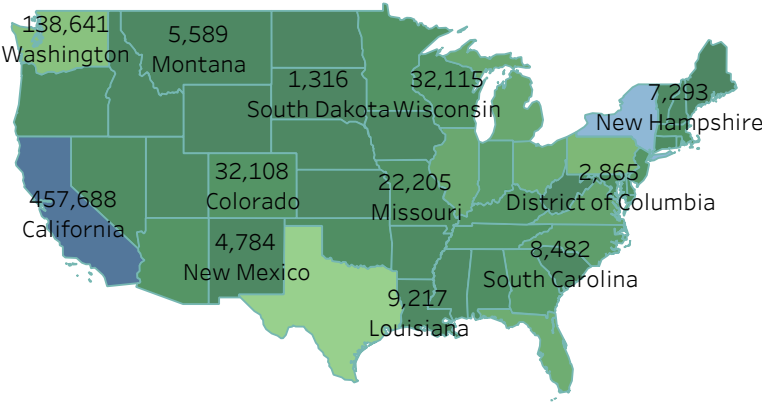 138,641
Washington
5,589
Montana
1,316
South Dakota
32,115
Wisconsin
7,293
New Hampshire
457,688
California
32,108
Colorado
22,205
Missouri
2,865
District of Columbia
4,784
New Mexico
8,482
South Carolina
9,217
Louisiana